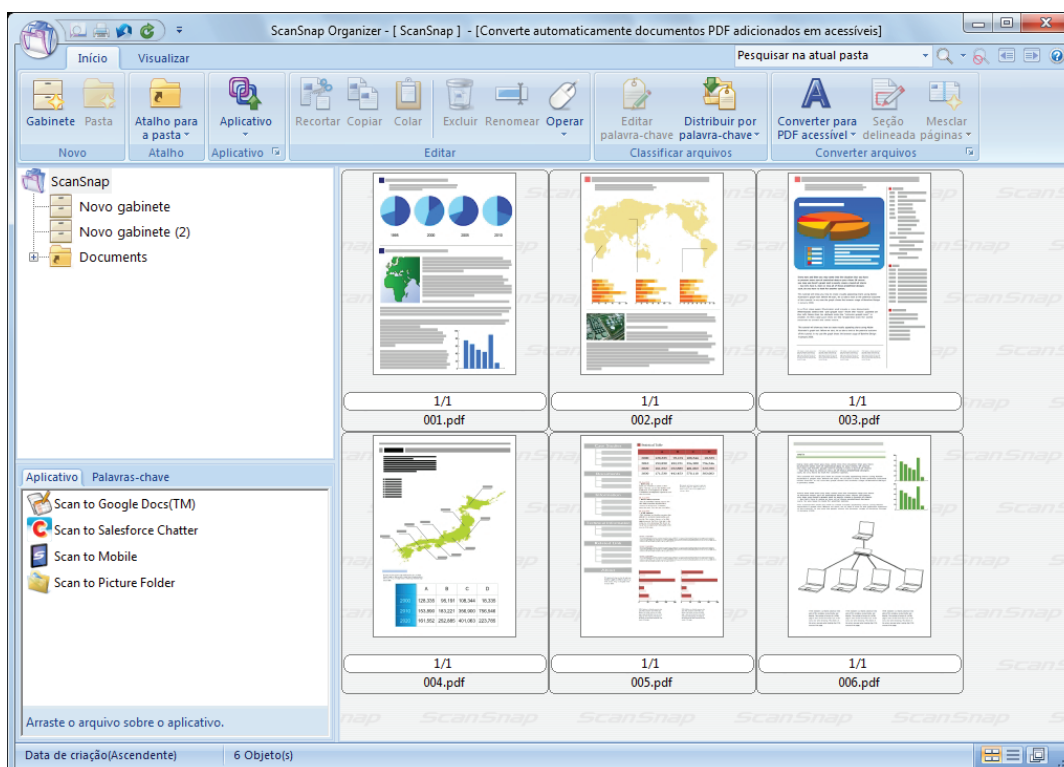 ScanSnap Organizer - [ ScanSnap ] - [Converte automaticamente documentos PDF adicionados em acessíveis]
Início Visualizar
Pesquisar na atual pasta
Gabinete Pasta
Novo
Atalho para a pasta
Atalho
Aplicativo
Aplicativo
Recortar Copiar Colar Excluir Renomear Operar
Editar
Editar palavra-chave
Distribuir por palavra-chave
Classificar arquivos
Converter para PDF acessível
Seção delineada
Mesclar páginas
Converter arquivos
ScanSnap
Novo gabinete
Novo gabinete (2)
Documents
Aplicativo Palavras-chave
Scan to Google Docs(TM)
Scan to Salesforce Chatter
Scan to Mobile
Scan to Picture Folder
Arraste o arquivo sobre o aplicativo.
1/1
001.pdf
1/1
002.pdf
1/1
003.pdf
1/1
004.pdf
1/1
005.pdf
1/1
006.pdf
ScanSnap
Data de criação(Ascendente)
6 Objeto(s)